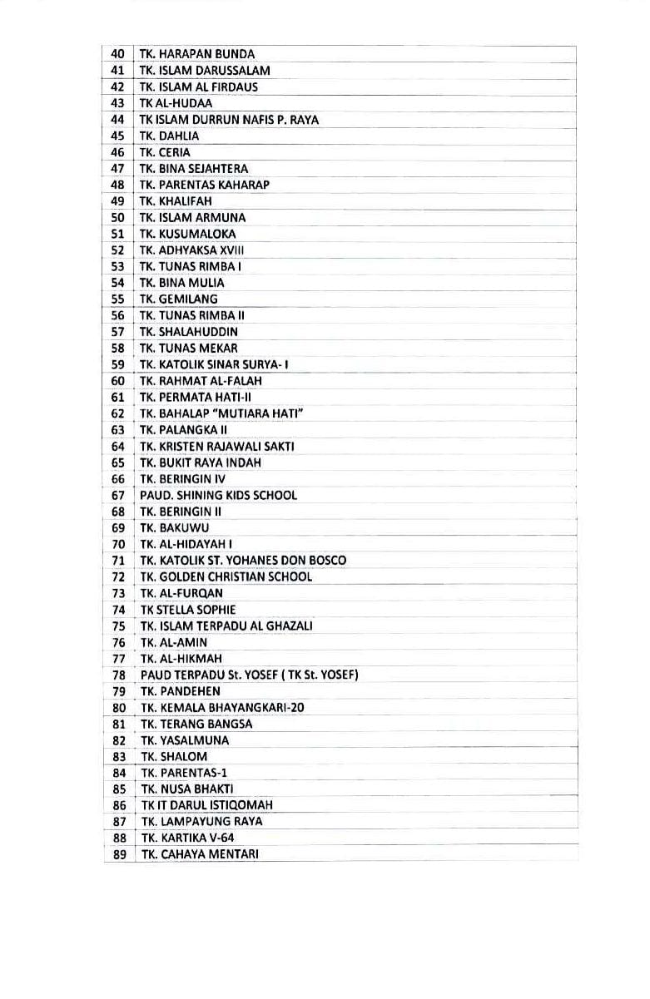 40 TK. HARAPAN BUNDA
41 TK. ISLAM DARUSSALAM
42 TK. ISLAM AL FIRDAUS
43 TK AL-HUDAA
44 TK ISLAM DURRUN NAFIS P. RAYA
45 TK. DAHLIA
46 TK. CERIA
47 TK. BINA SEJAHTERA
48 TK. PARENTAS KAHARAP
49 TK. KHALIFAH
50 TK. ISLAM ARMUNA
51 TK. KUSUMALOKA
52 TK. ADHYAKSA XVIII
53 TK. TUNAS RIMBA I
54 TK. BINA MULIA
55 TK. GEMILANG
56 TK. TUNAS RIMBA II
57 TK. SHALAHUDDIN
58 TK. TUNAS MEKAR
59 TK. KATOLIK SINAR SURYA- I
60 TK. RAHMAT AL-FALAH
61 TK. PERMATA HATI-II
62 TK. BAHALAP “MUTIARA HATI”
63 TK. PALANGKA II
64 TK. KRISTEN RAJAWALI SAKTI
65 TK. BUKIT RAYA INDAH
66 TK. BERINGIN IV
67 PAUD. SHINING KIDS SCHOOL
68 TK. BERINGIN II
69 TK. BAKUWU
70 TK. AL-HIDAYAH I
71 TK. KATOLIK ST. YOHANES DON BOSCO
72 TK. GOLDEN CHRISTIAN SCHOOL
73 TK. AL-FURQAN
74 TK STELLA SOPHIE
75 TK. ISLAM TERPADU AL GHAZALI
76 TK. AL-AMIN
77 TK. AL-HIKMAH
78 PAUD TERPADU St. YOSEF ( TK St. YOSEF)
79 TK. PANDEHEN
80 TK. KEMALA BHAYANGKARI-20
81 TK. TERANG BANGSA
82 TK. YASALMUNA
83 TK. SHALOM
84 TK. PARENTAS-1
85 TK. NUSA BHAKTI
86 TK IT DARUL ISTIQOMAH
87 TK. LAMPAYUNG RAYA
88 TK. KARTIKA V-64
89 TK. CAHAYA MENTARI